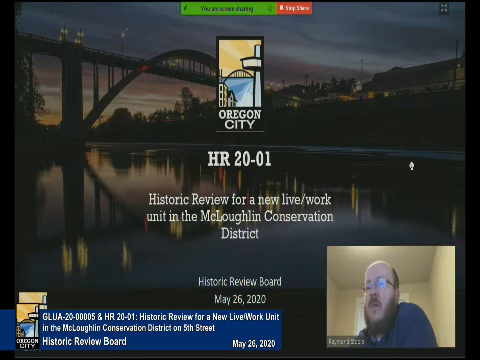 You are screen sharing
Stop Share
OREGON
CITY
HR 20-01
Historic Review for a new live/work
unit in the McLoughlin Conservation
District
Historic Review Board
May 26, 2020
Raymond Stobie
OREGON
CITY
GLUA-20-00005 & HR 20-01: Historic Review for a New Live/Work Unit
in the McLoughlin Conservation District on 5th Street
Historic Review Board
May 26, 2020